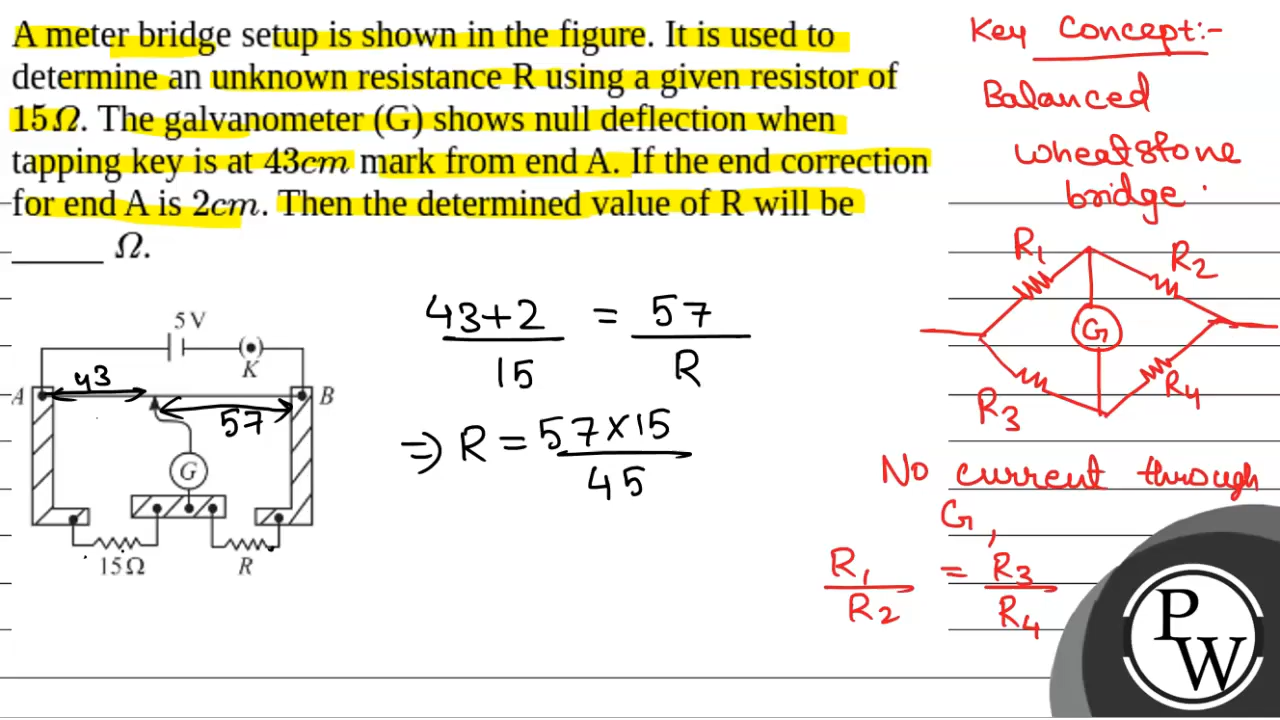 A meter bridge setup is shown in the figure. It is used to
determine an unknown resistance R using a given resistor of
15Ω. The galvanometer (G) shows null deflection when
tapping key is at 43cm mark from end A. If the end correction
for end A is 2cm. Then the determined value of R will be
______ Ω.
5 V
K
A
43
B
57
G
15Ω
R
43+2 / 15 = 57 / R
⇒ R = 57×15 / 45
Key Concept:-
Balanced
wheatstone
bridge.
R1
R2
G
R3
R4
No current through
G,
R1 / R2 = R3 / R4
P
W